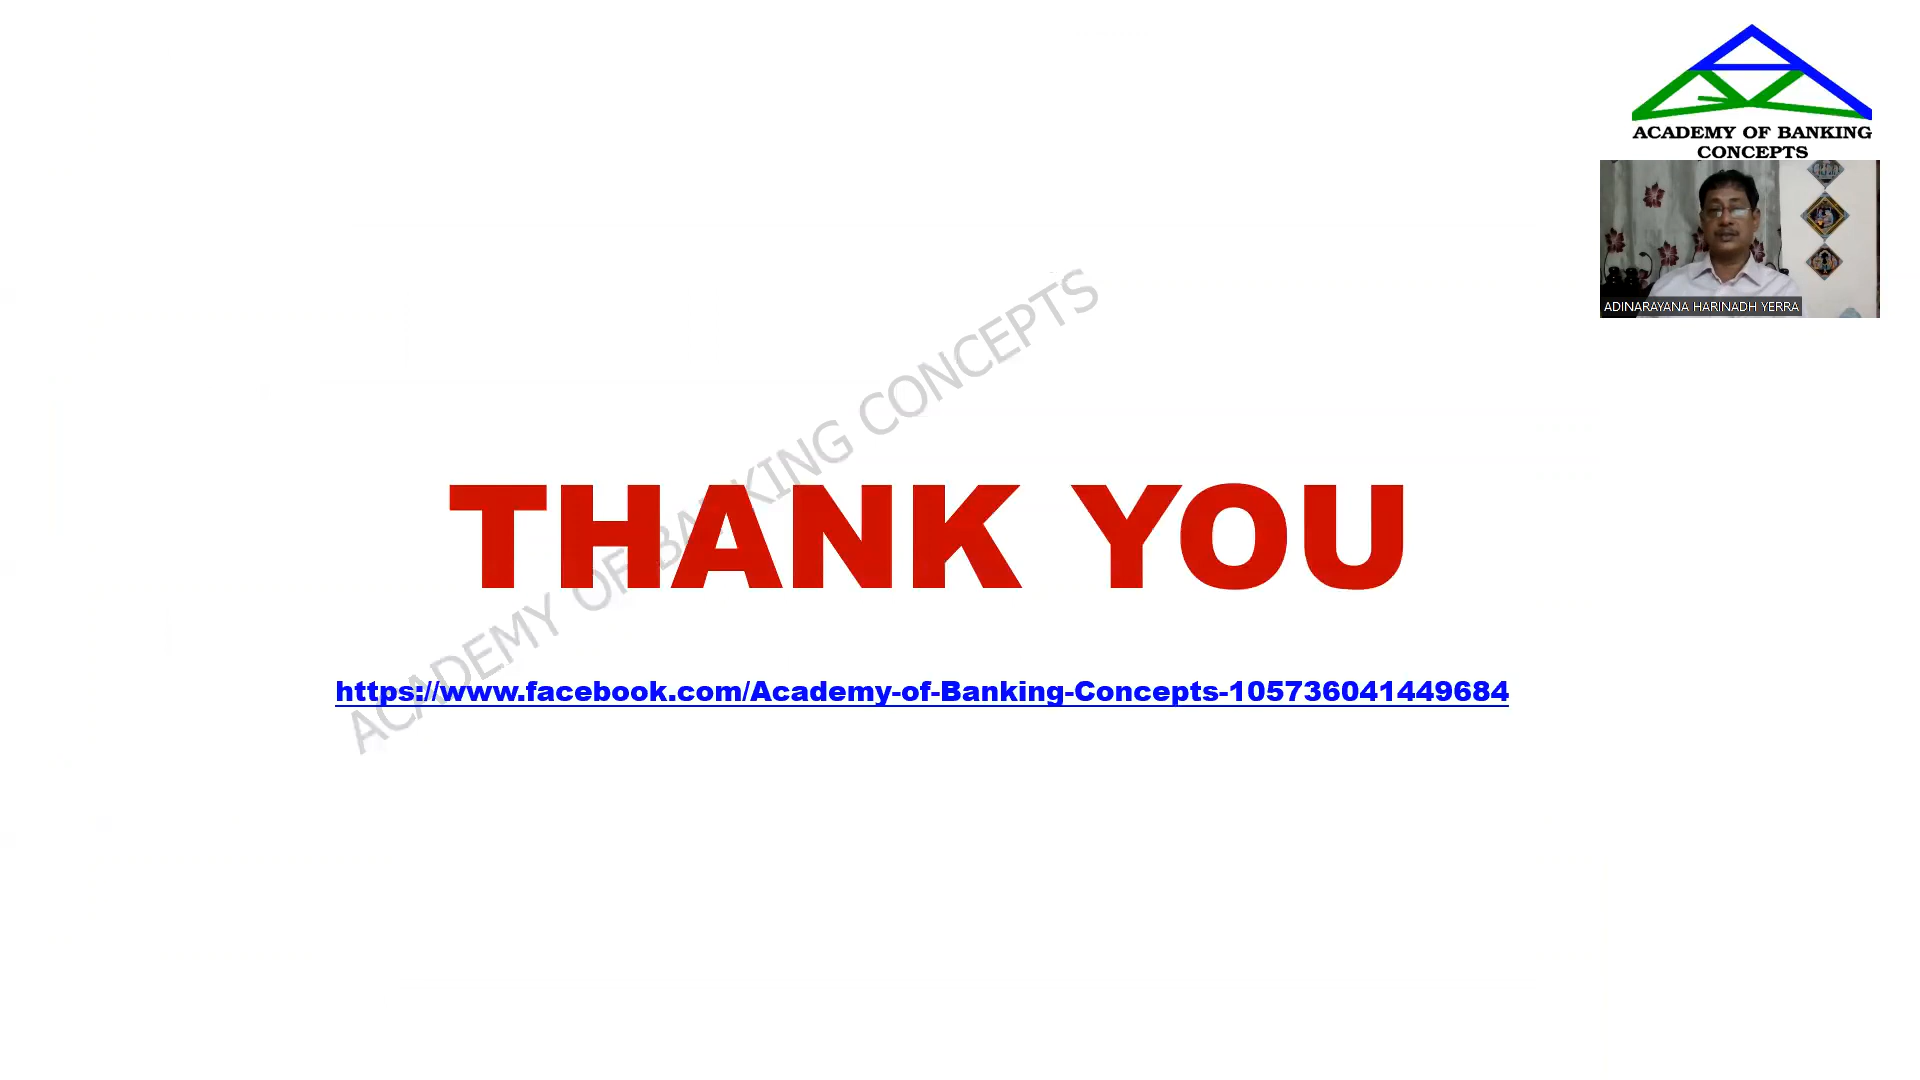 ACADEMY OF BANKING
CONCEPTS
ADINARAYANA HARINADH YERRA
ACADEMY OF BANKING CONCEPTS
THANK YOU
https://www.facebook.com/Academy-of-Banking-Concepts-105736041449684